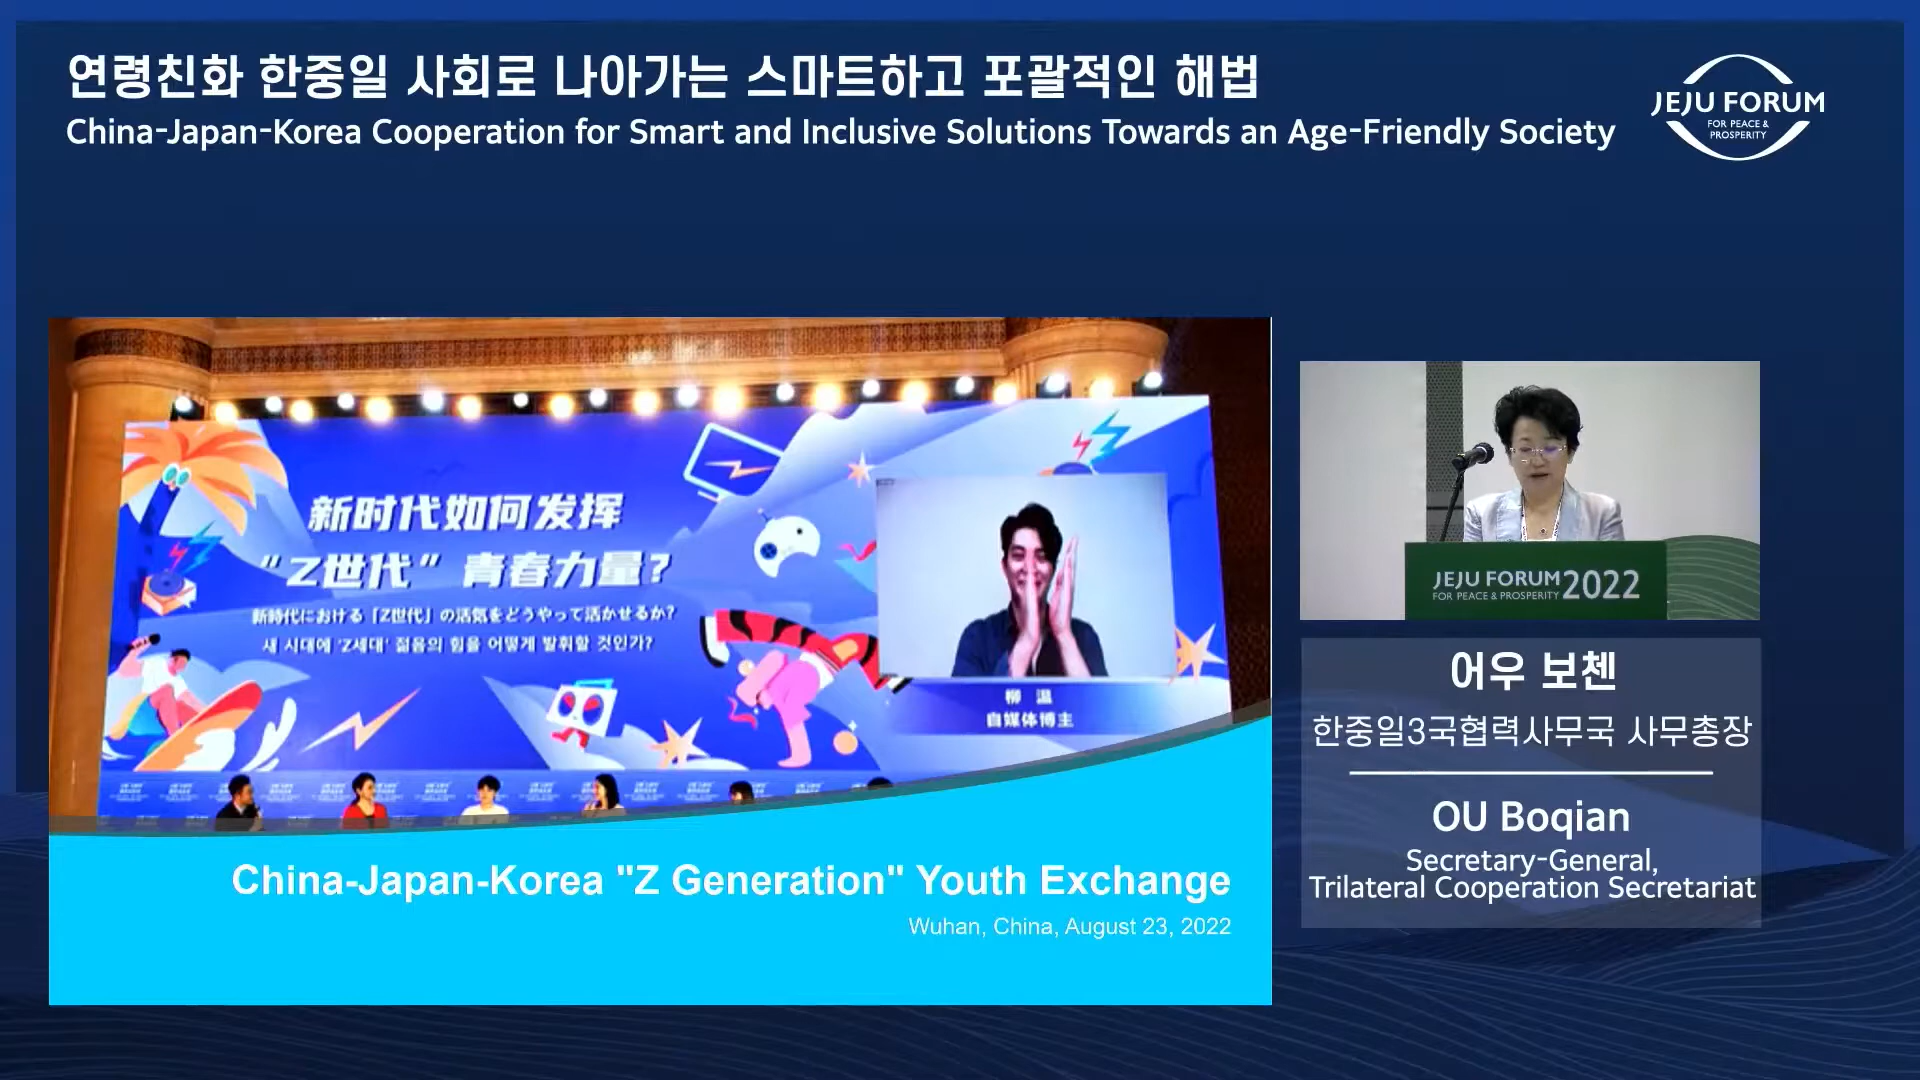 연령친화 한중일 사회로 나아가는 스마트하고 포괄적인 해법
China-Japan-Korea Cooperation for Smart and Inclusive Solutions Towards an Age-Friendly Society
JEJU FORUM
FOR PEACE &
PROSPERITY
新时代如何发挥
“Z世代”青春力量?
新時代における「Z世代」の活気をどうやって活かせるか?
새 시대에 'Z세대' 젊음의 힘을 어떻게 발휘할 것인가?
柳 温
自媒体博主
China-Japan-Korea "Z Generation" Youth Exchange
Wuhan, China, August 23, 2022
JEJU FORUM 2022
FOR PEACE & PROSPERITY
어우 보첸
한중일3국협력사무국 사무총장
OU Boqian
Secretary-General,
Trilateral Cooperation Secretariat